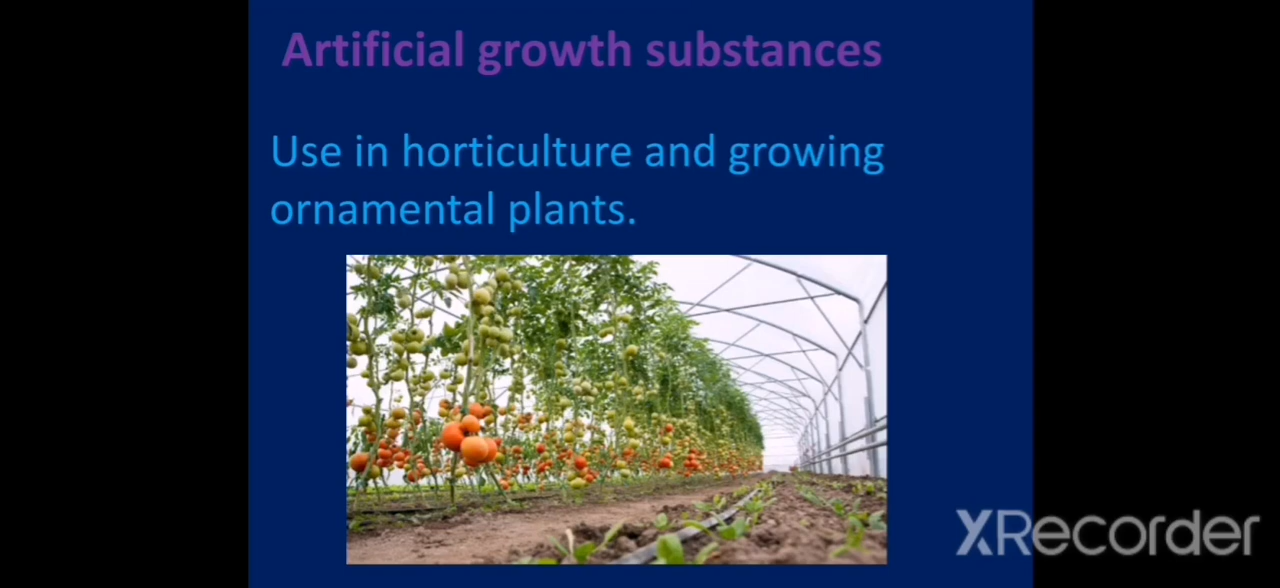 Artificial growth substances
Use in horticulture and growing
ornamental plants.
XRecorder